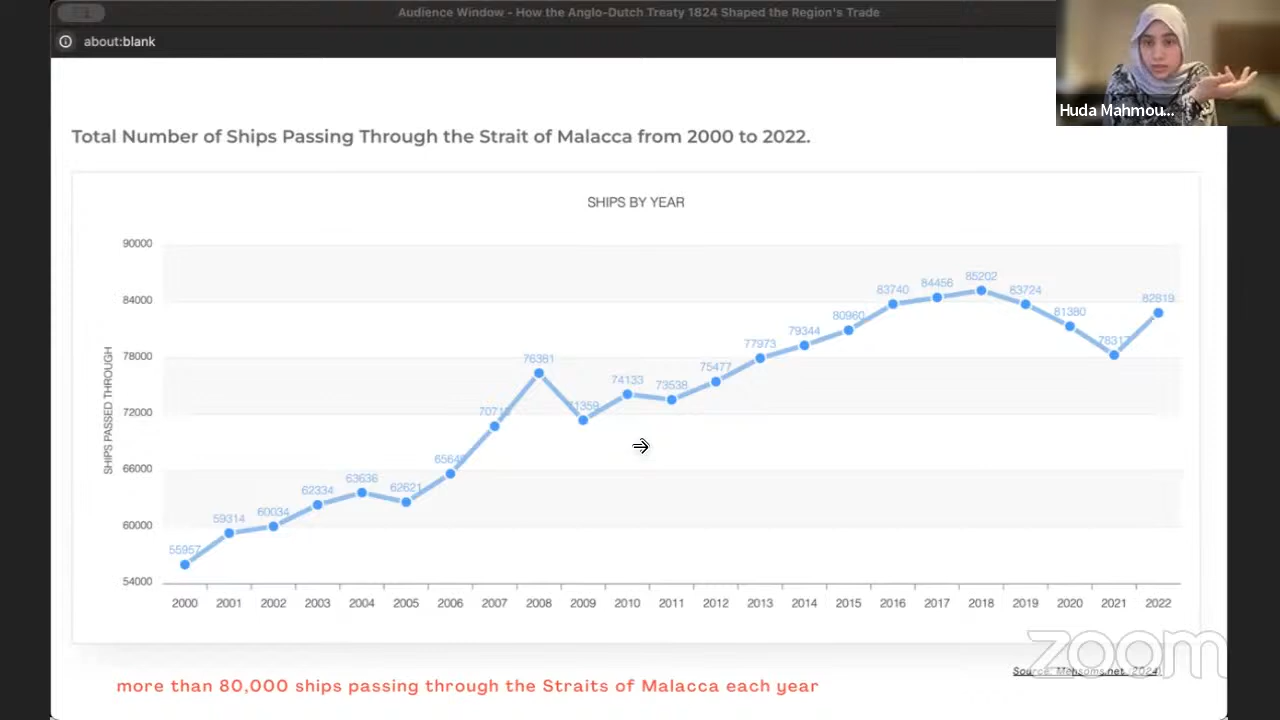 Audience Window - How the Anglo-Dutch Treaty 1824 Shaped the Region's Trade
about:blank
Huda Mahmou...
Total Number of Ships Passing Through the Strait of Malacca from 2000 to 2022.
SHIPS BY YEAR
SHIPS PASSED THROUGH
90000
84000
78000
72000
66000
60000
54000
55957
59314
60034
62334
63636
62621
76381
74133
73538
75477
77973
79344
80960
83740
84456
85202
83724
81380
82819
2000 2001 2002 2003 2004 2005 2006 2007 2008 2009 2010 2011 2012 2013 2014 2015 2016 2017 2018 2019 2020 2021 2022
zoom
Source: Mehsoms.net (2024)
more than 80,000 ships passing through the Straits of Malacca each year